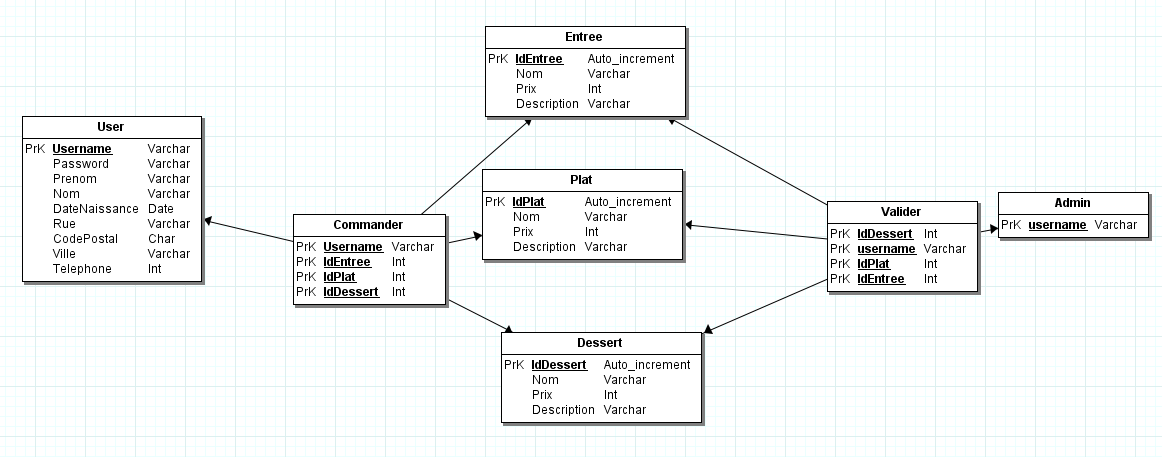 Entree
PrK IdEntree Auto_increment
Nom Varchar
Prix Int
Description Varchar
User
PrK Username Varchar
Password Varchar
Prenom Varchar
Nom Varchar
DateNaissance Date
Rue Varchar
CodePostal Char
Ville Varchar
Telephone Int
Plat
PrK IdPlat Auto_increment
Nom Varchar
Prix Int
Description Varchar
Commander
PrK Username Varchar
PrK IdEntree Int
PrK IdPlat Int
PrK IdDessert Int
Valider
PrK IdDessert Int
PrK username Varchar
PrK IdPlat Int
PrK IdEntree Int
Admin
PrK username Varchar
Dessert
PrK IdDessert Auto_increment
Nom Varchar
Prix Int
Description Varchar